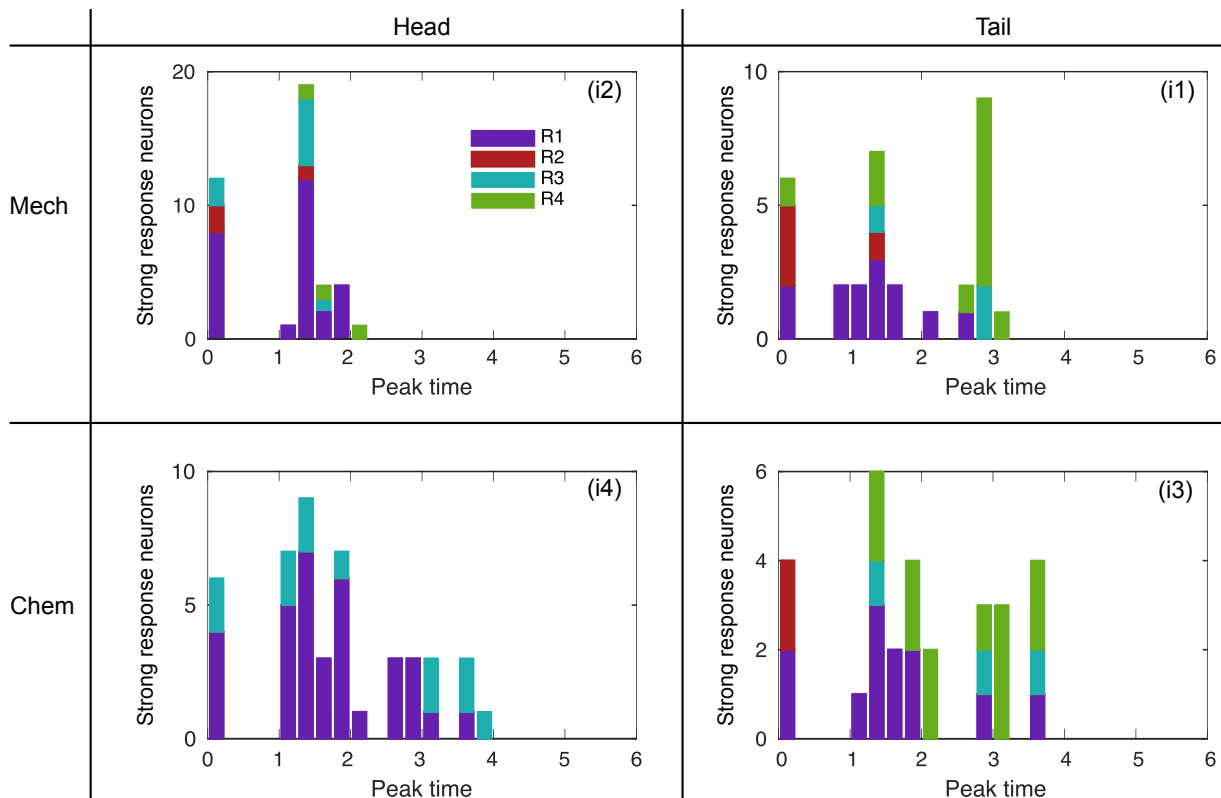 Head
Tail
Mech
(i2)
Strong response neurons
20
10
0
0 1 2 3 4 5 6
Peak time
R1
R2
R3
R4
(i1)
Strong response neurons
10
5
0
0 1 2 3 4 5 6
Peak time
Chem
(i4)
Strong response neurons
10
5
0
0 1 2 3 4 5 6
Peak time
(i3)
Strong response neurons
6
4
2
0
0 1 2 3 4 5 6
Peak time